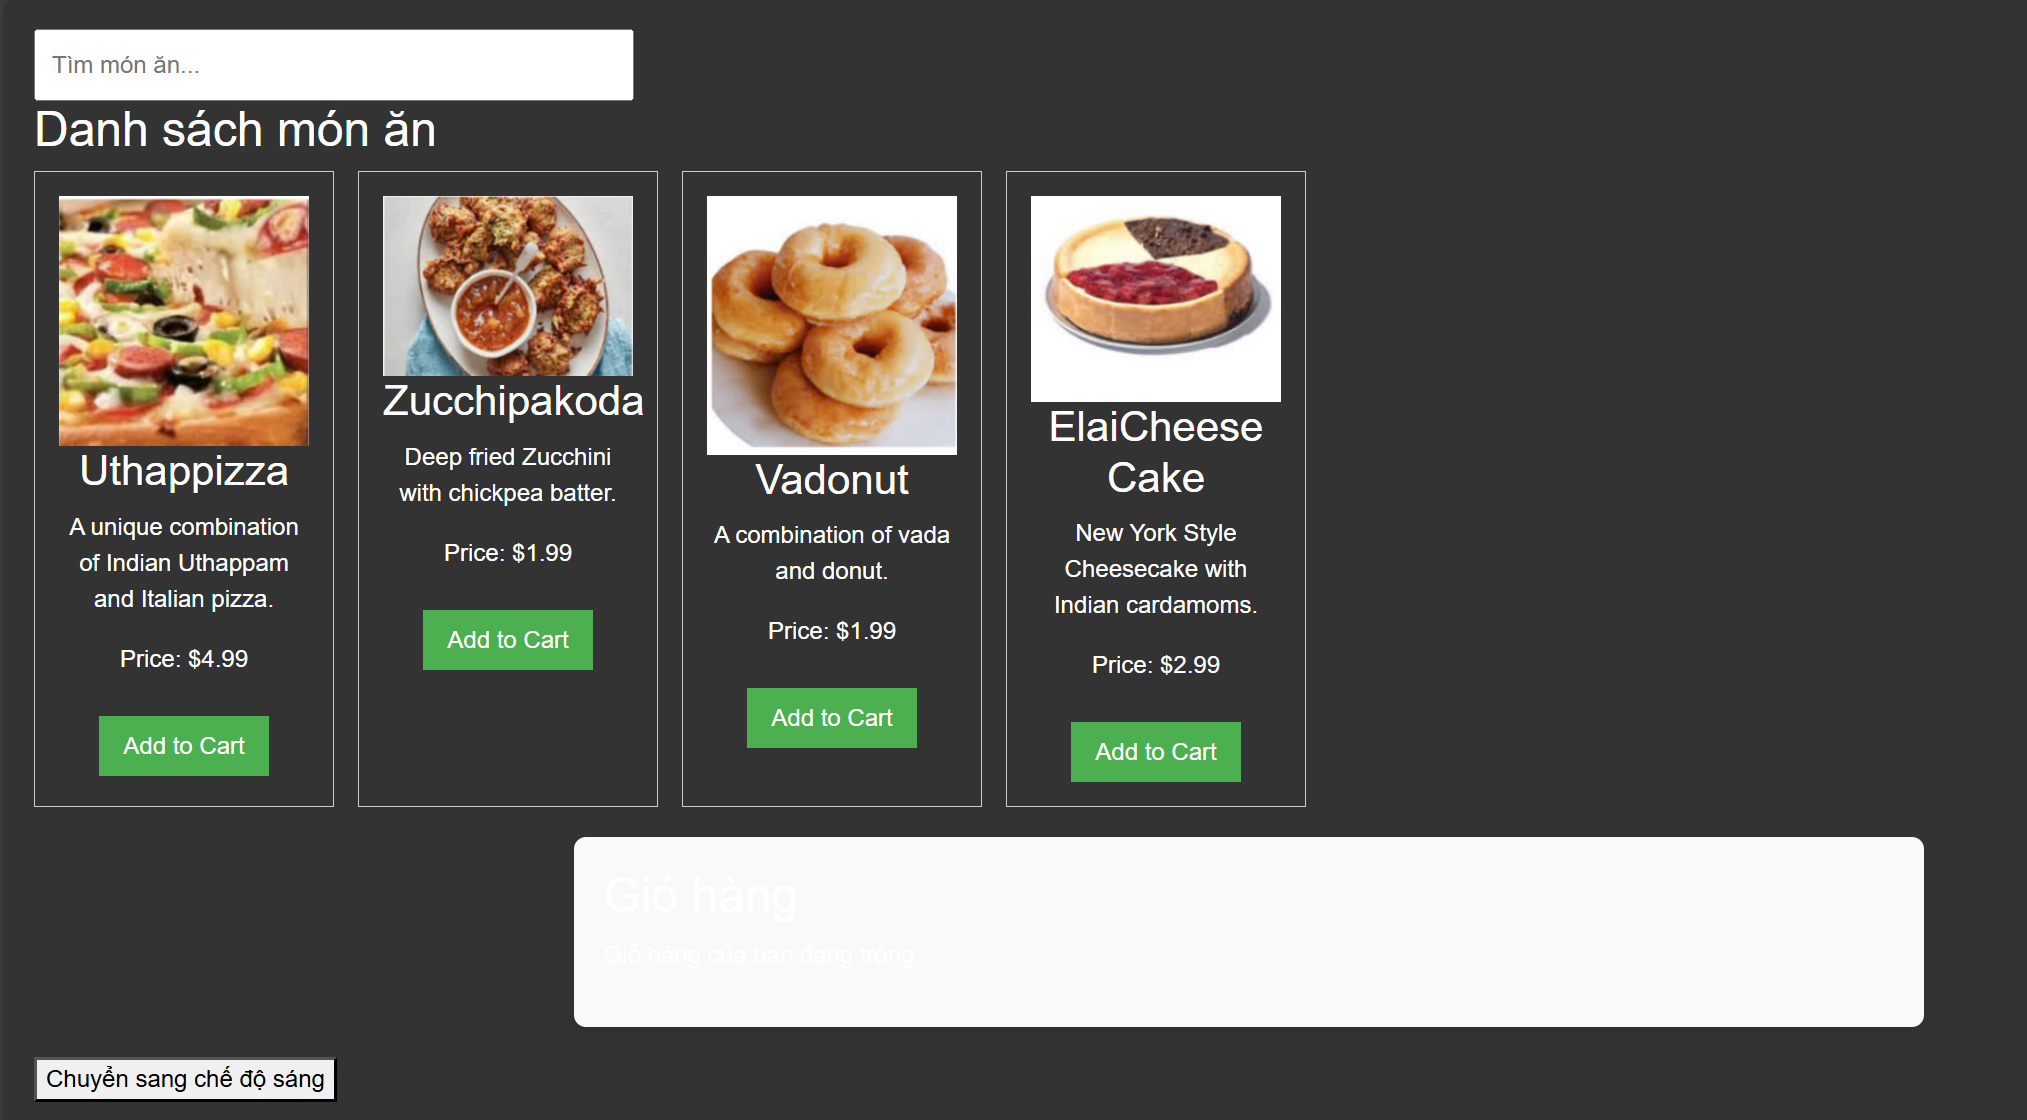 Tìm món ăn...
Danh sách món ăn
Uthappizza
A unique combination
of Indian Uthappam
and Italian pizza.
Price: $4.99
Add to Cart
Zucchipakoda
Deep fried Zucchini
with chickpea batter.
Price: $1.99
Add to Cart
Vadonut
A combination of vada
and donut.
Price: $1.99
Add to Cart
ElaiCheese
Cake
New York Style
Cheesecake with
Indian cardamoms.
Price: $2.99
Add to Cart
Giỏ hàng
Giỏ hàng của bạn đang trống.
Chuyển sang chế độ sáng